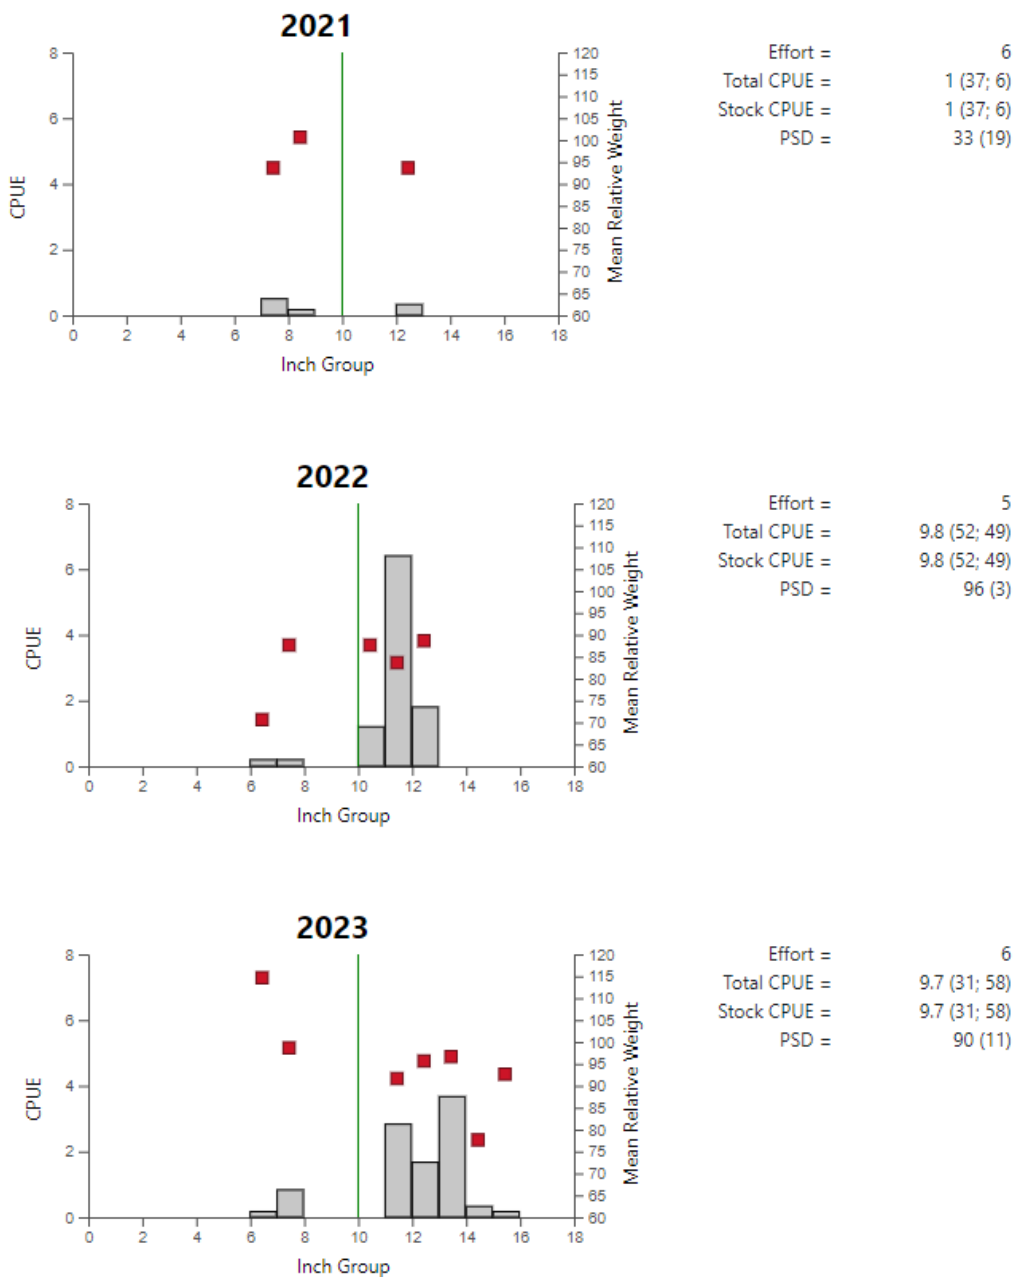 2021
Effort = 6
Total CPUE = 1 (37; 6)
Stock CPUE = 1 (37; 6)
PSD = 33 (19)
CPUE
8
6
4
2
0
120
115
110
105
100
95
90
85
80
75
70
65
60
Mean Relative Weight
0 2 4 6 8 10 12 14 16 18
Inch Group
2022
Effort = 5
Total CPUE = 9.8 (52; 49)
Stock CPUE = 9.8 (52; 49)
PSD = 96 (3)
CPUE
8
6
4
2
0
120
115
110
105
100
95
90
85
80
75
70
65
60
Mean Relative Weight
0 2 4 6 8 10 12 14 16 18
Inch Group
2023
Effort = 6
Total CPUE = 9.7 (31; 58)
Stock CPUE = 9.7 (31; 58)
PSD = 90 (11)
CPUE
8
6
4
2
0
120
115
110
105
100
95
90
85
80
75
70
65
60
Mean Relative Weight
0 2 4 6 8 10 12 14 16 18
Inch Group